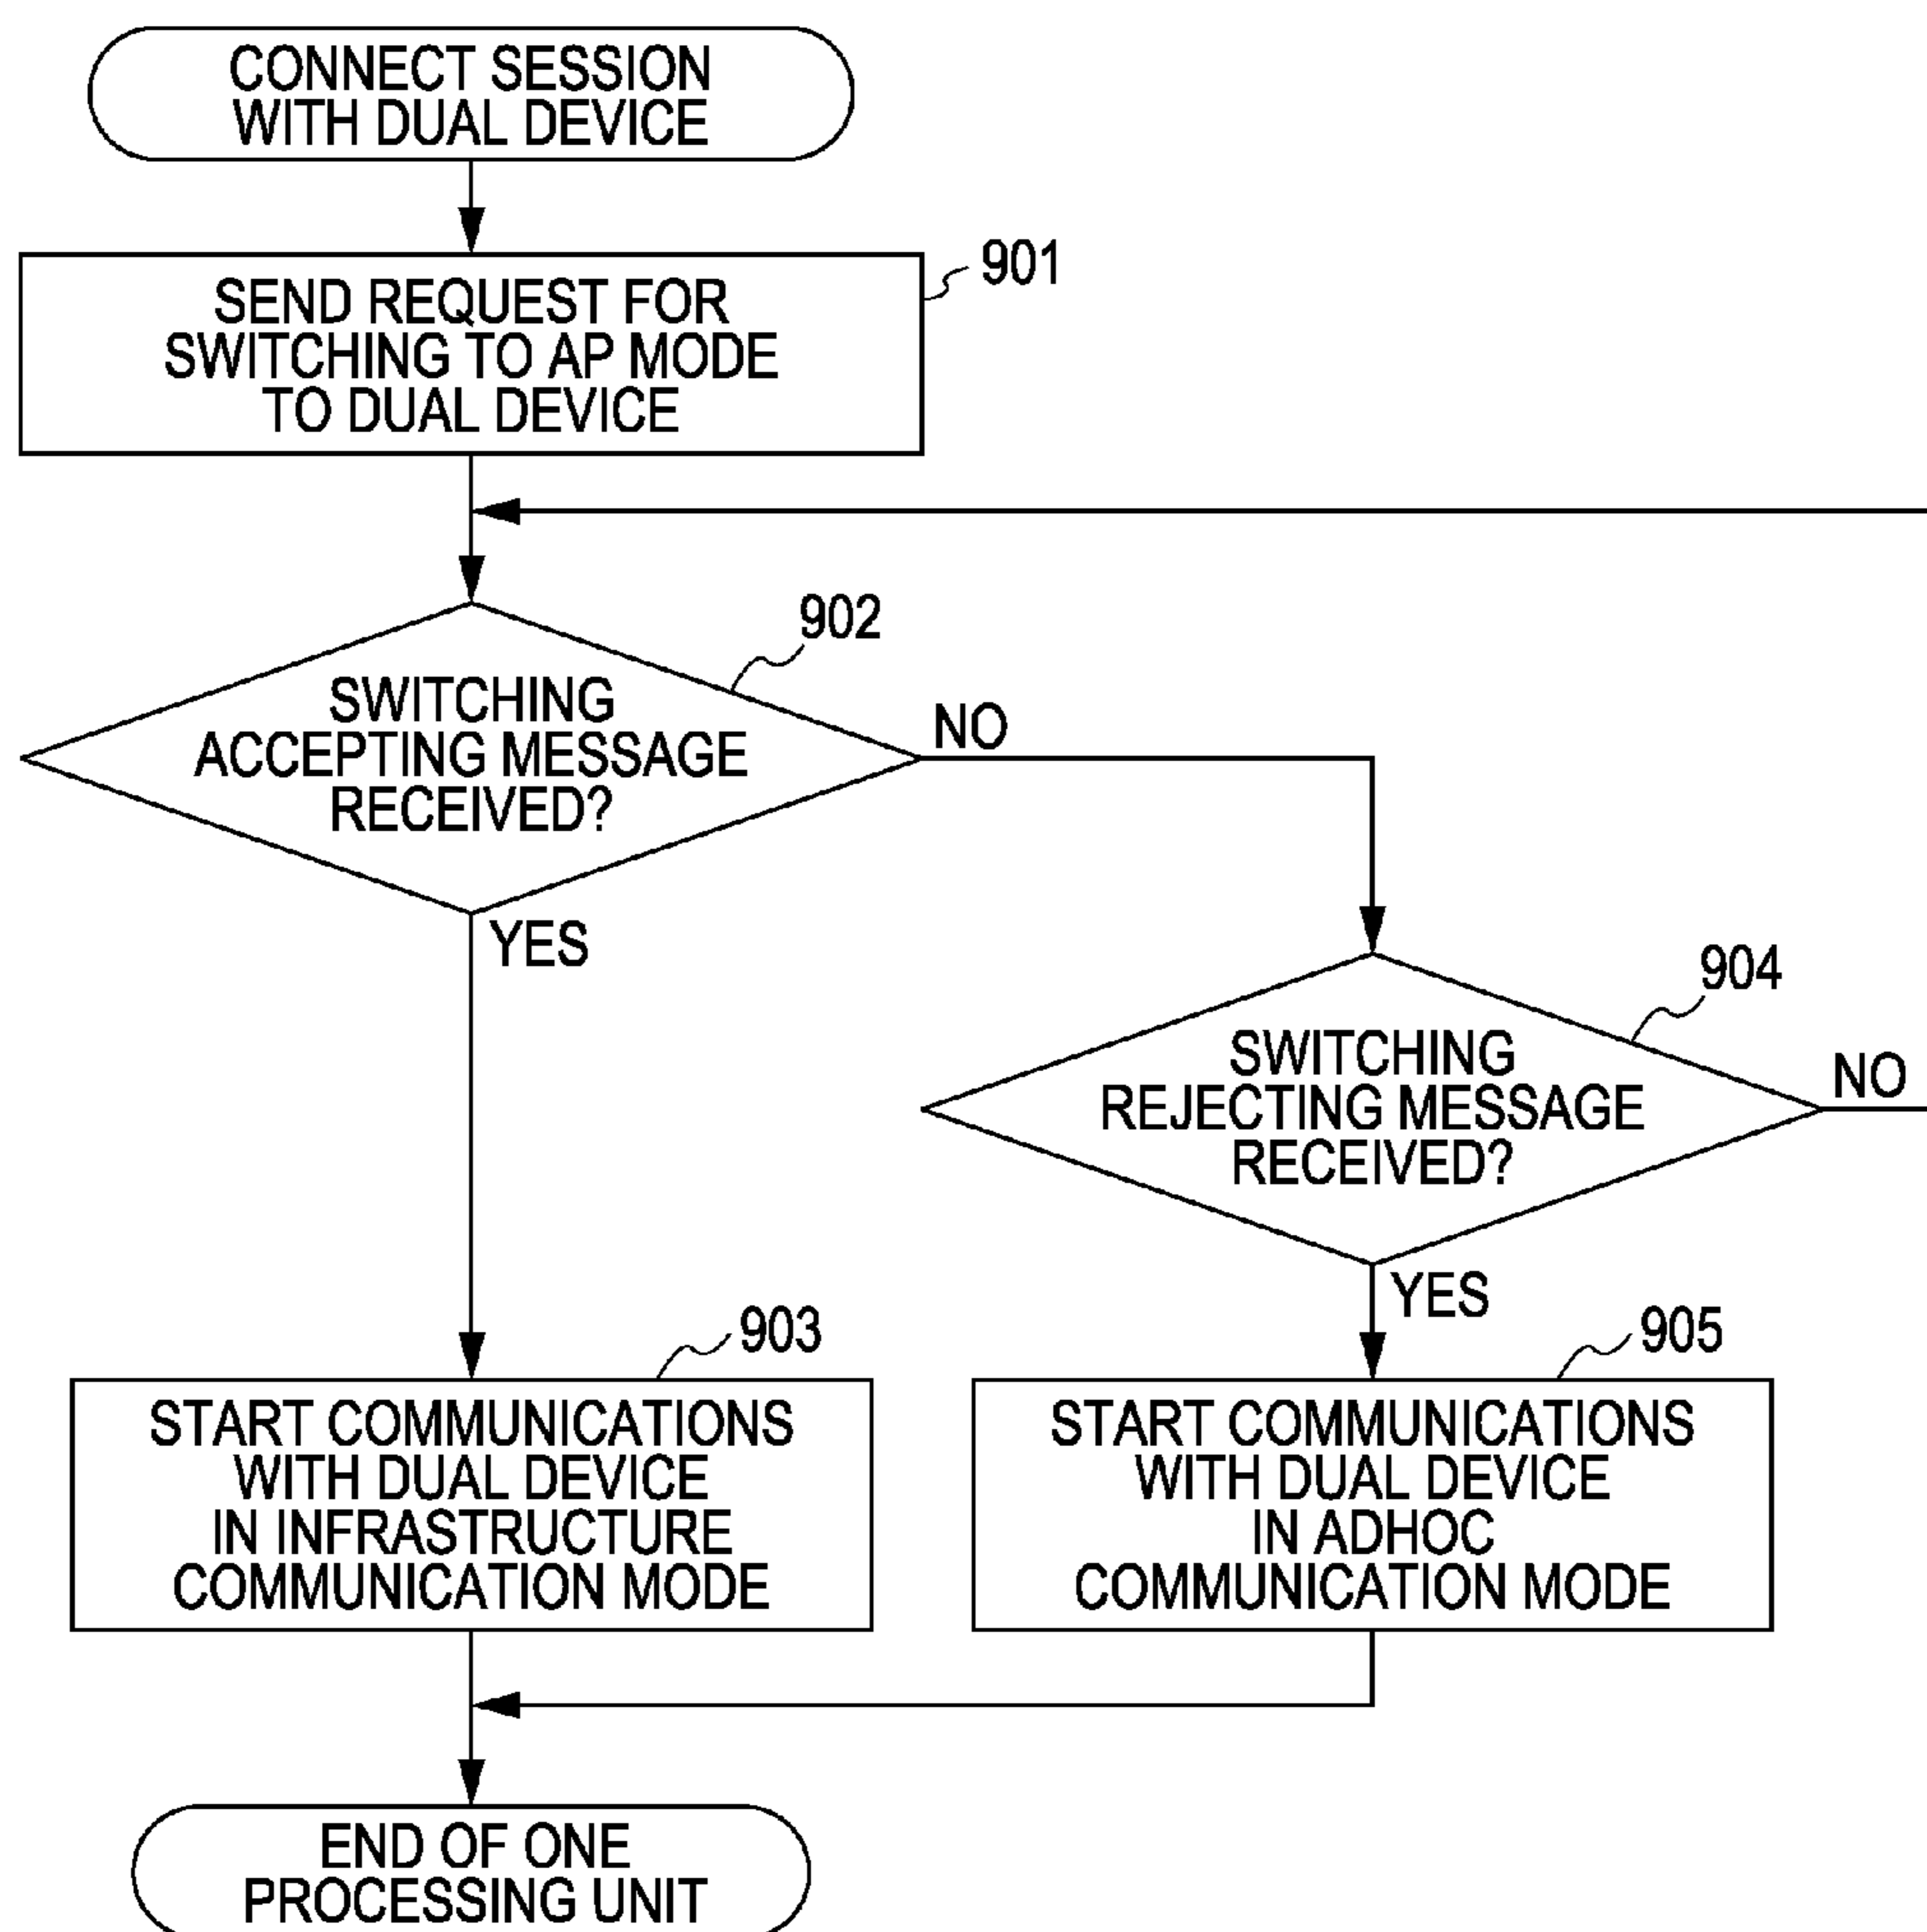 CONNECT SESSION
WITH DUAL DEVICE
901
SEND REQUEST FOR
SWITCHING TO AP MODE
TO DUAL DEVICE
902
SWITCHING
ACCEPTING MESSAGE
RECEIVED?
NO
YES
904
SWITCHING
REJECTING MESSAGE
RECEIVED?
NO
YES
903
START COMMUNICATIONS
WITH DUAL DEVICE
IN INFRASTRUCTURE
COMMUNICATION MODE
905
START COMMUNICATIONS
WITH DUAL DEVICE
IN ADHOC
COMMUNICATION MODE
END OF ONE
PROCESSING UNIT